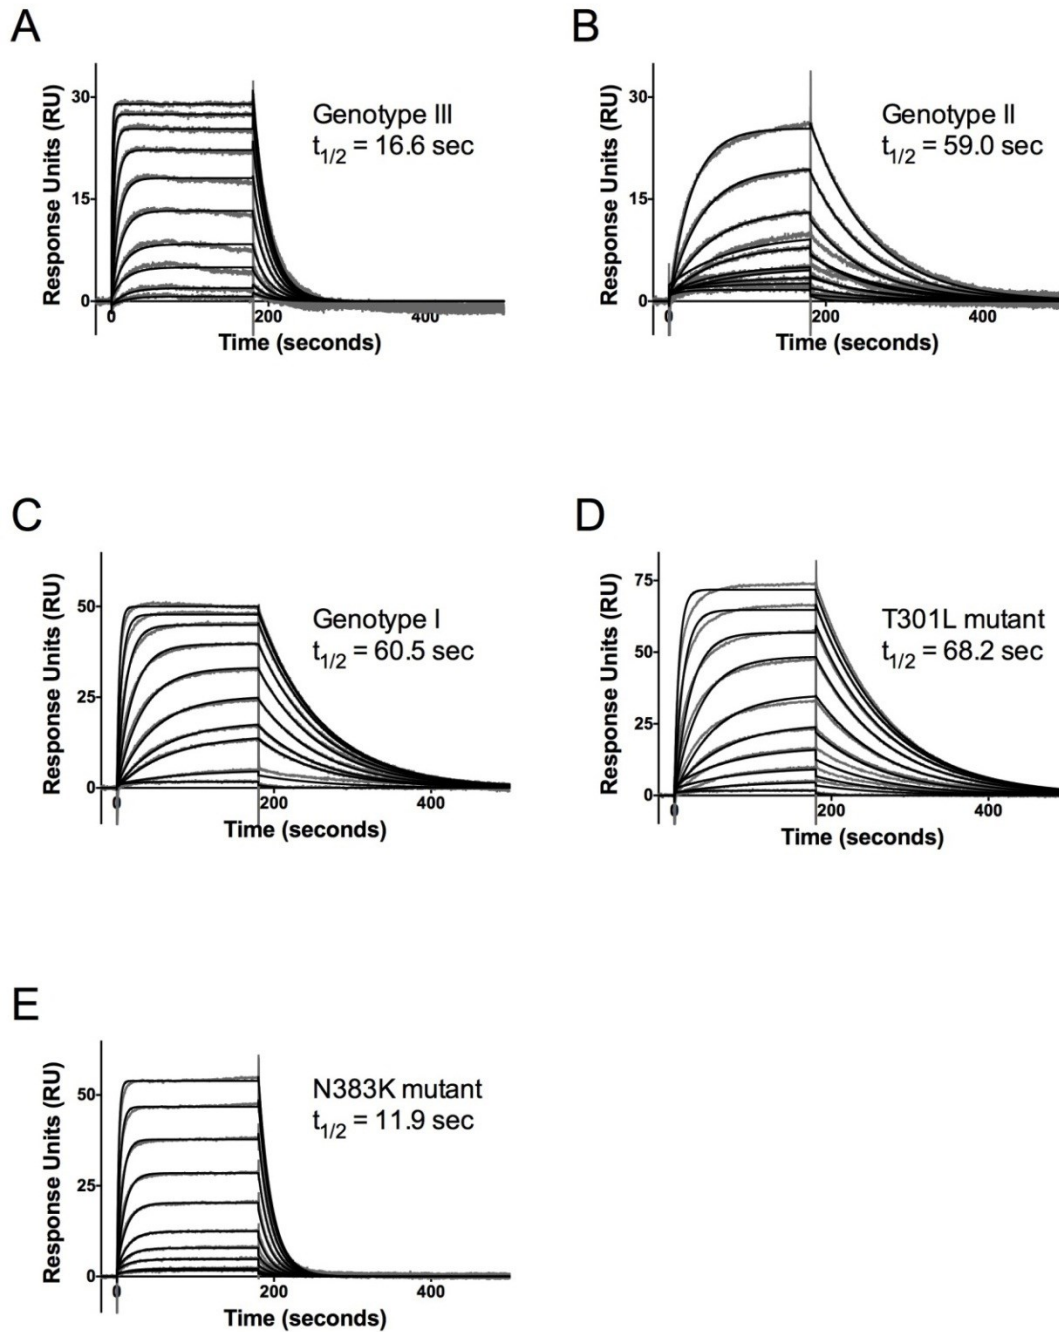 A
Response Units (RU)
30
15
0
Genotype III
t1/2 = 16.6 sec
0
200
400
Time (seconds)
B
Response Units (RU)
30
15
0
Genotype II
t1/2 = 59.0 sec
0
200
400
Time (seconds)
C
Response Units (RU)
50
25
0
Genotype I
t1/2 = 60.5 sec
0
200
400
Time (seconds)
D
Response Units (RU)
75
50
25
0
T301L mutant
t1/2 = 68.2 sec
0
200
400
Time (seconds)
E
Response Units (RU)
50
25
0
N383K mutant
t1/2 = 11.9 sec
0
200
400
Time (seconds)